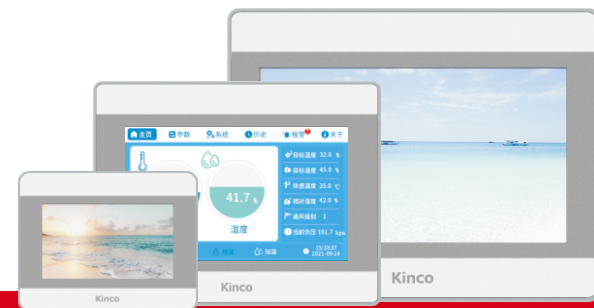 主页 参数 系统 历史 报警 关于
目标温度 32.0 %
目标湿度 45.0 %
体感温度 35.0 ℃
相对湿度 42.0 %
通风级别 1
当前负压 101.7 kpa
41.7 %
湿度
加湿
15:33:37
2021-09-24
Kinco
Kinco
Kinco